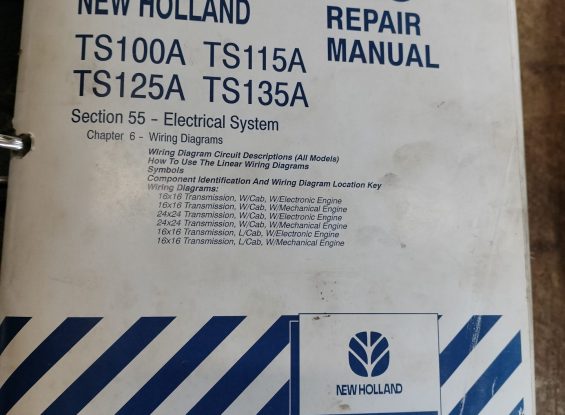 NEW HOLLAND
REPAIR
MANUAL
TS100A TS115A
TS125A TS135A
Section 55 - Electrical System
Chapter 6 - Wiring Diagrams
Wiring Diagram Circuit Descriptions (All Models)
How To Use The Linear Wiring Diagrams
Symbols
Component Identification And Wiring Diagram Location Key
Wiring Diagrams:
16x16 Transmission, W/Cab, W/Electronic Engine
16x16 Transmission, W/Cab, W/Mechanical Engine
24x24 Transmission, W/Cab, W/Electronic Engine
24x24 Transmission, W/Cab, W/Mechanical Engine
16x16 Transmission, L/Cab, W/Electronic Engine
16x16 Transmission, L/Cab, W/Mechanical Engine
NEW HOLLAND